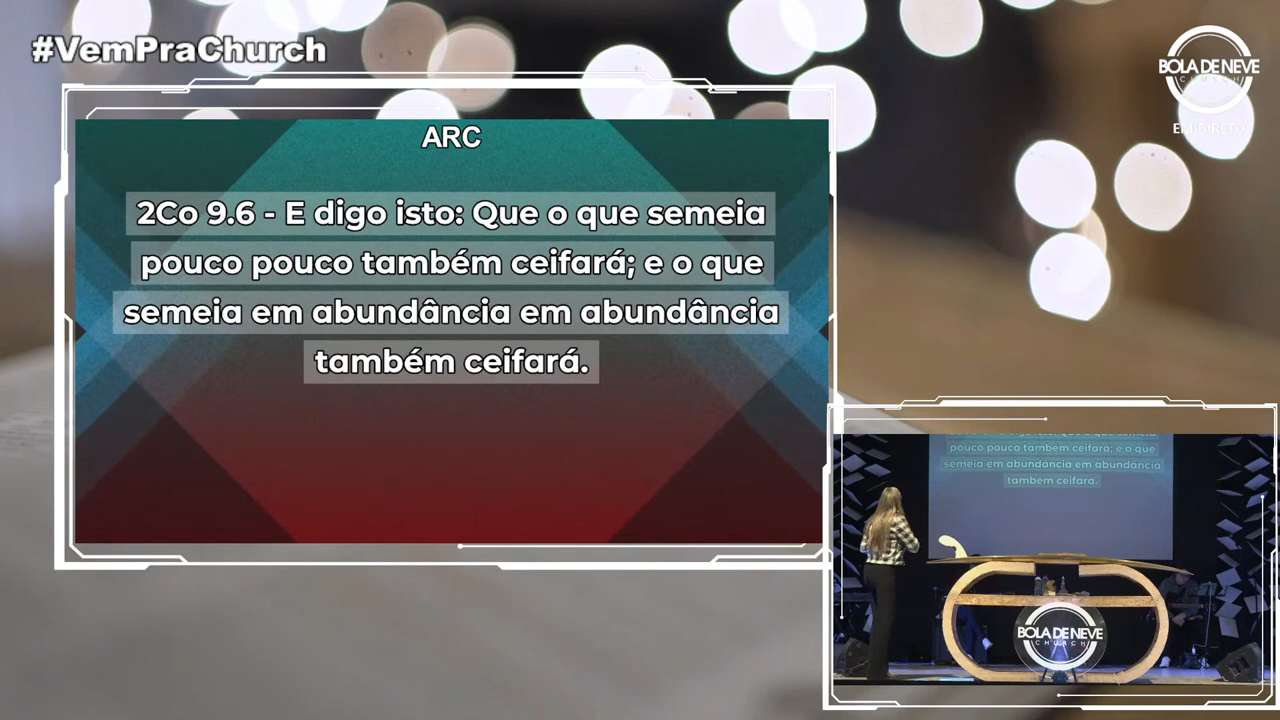 #VemPraChurch
BOLA DE NEVE
CHURCH
EM DIRETO
ARC
2Co 9.6 - E digo isto: Que o que semeia
pouco pouco também ceifará; e o que
semeia em abundância em abundância
também ceifará.
pouco pouco também ceifará; e o que
semeia em abundância em abundância
também ceifará.
BOLA DE NEVE
CHURCH